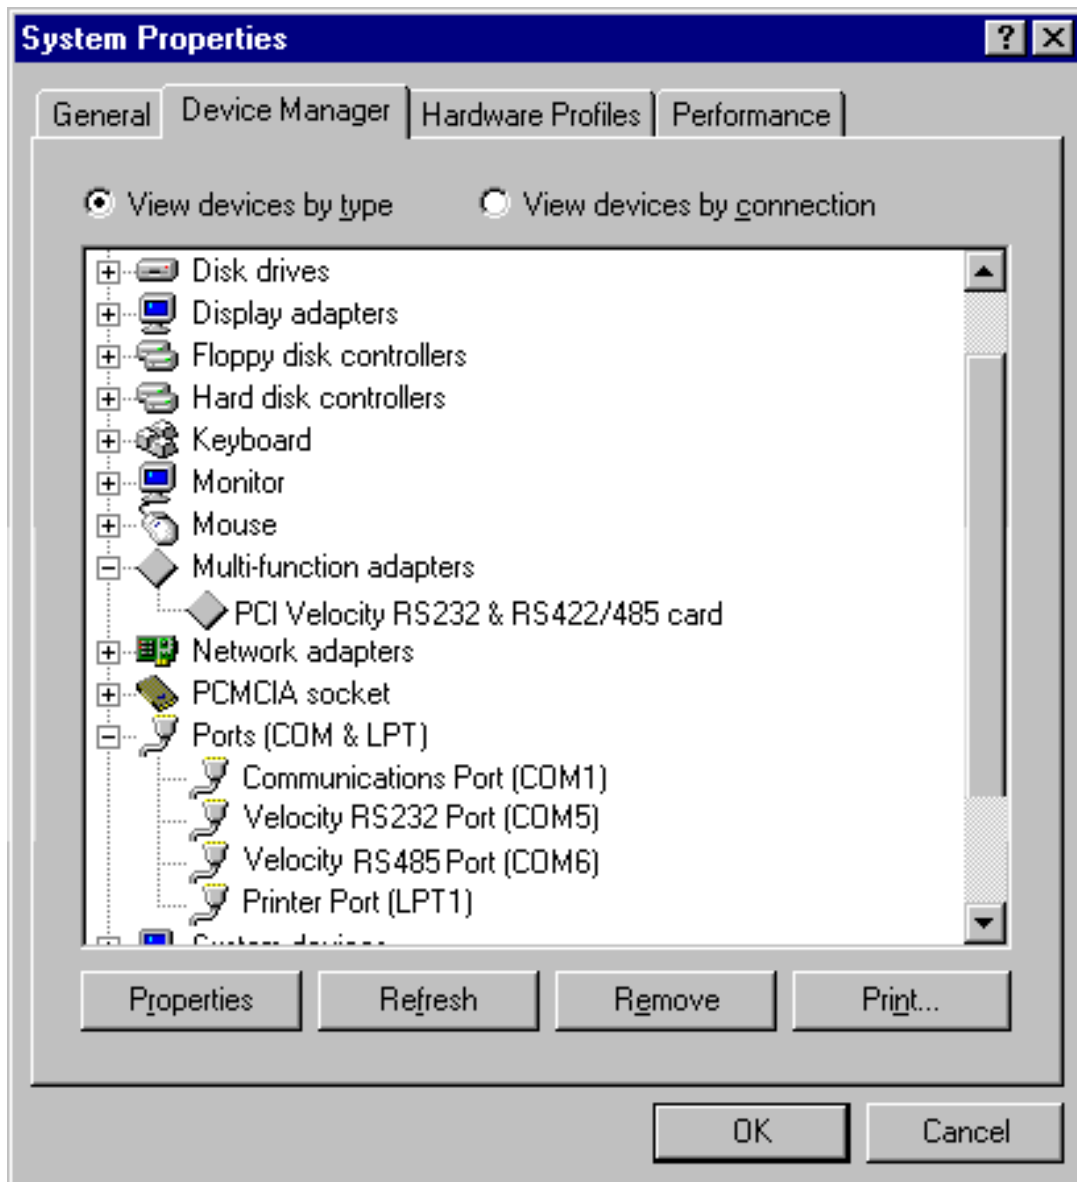 System Properties ?
General Device Manager Hardware Profiles Performance
View devices by type View devices by connection
Disk drives
Display adapters
Floppy disk controllers
Hard disk controllers
Keyboard
Monitor
Mouse
Multi-function adapters
PCI Velocity RS232 & RS422/485 card
Network adapters
PCMCIA socket
Ports (COM & LPT)
Communications Port (COM1)
Velocity RS232 Port (COM5)
Velocity RS485 Port (COM6)
Printer Port (LPT1)
System devices
Properties Refresh Remove Print...
OK Cancel